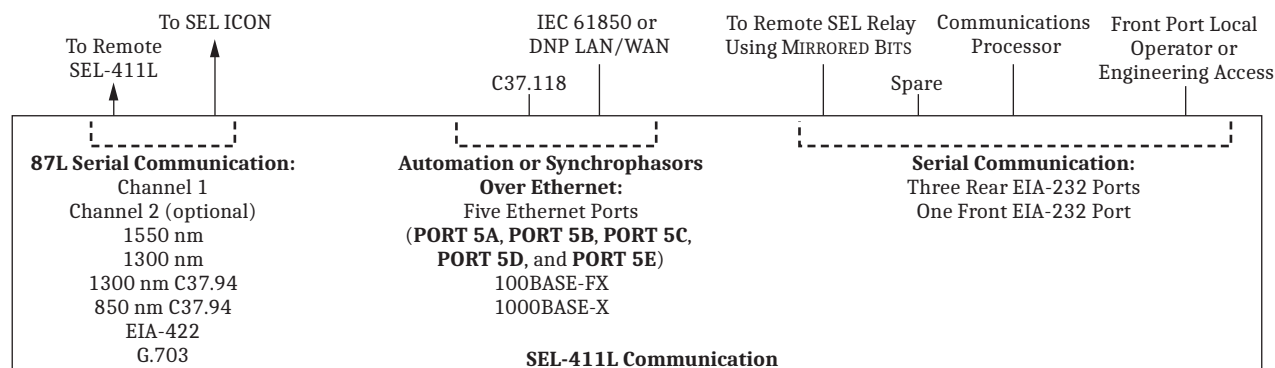 To SEL ICON
To Remote
SEL-411L
IEC 61850 or
DNP LAN/WAN
C37.118
To Remote SEL Relay
Using MIRRORED BITS
Spare
Communications
Processor
Front Port Local
Operator or
Engineering Access
87L Serial Communication:
Channel 1
Channel 2 (optional)
1550 nm
1300 nm
1300 nm C37.94
850 nm C37.94
EIA-422
G.703
Automation or Synchrophasors
Over Ethernet:
Five Ethernet Ports
(PORT 5A, PORT 5B, PORT 5C,
PORT 5D, and PORT 5E)
100BASE-FX
1000BASE-X
Serial Communication:
Three Rear EIA-232 Ports
One Front EIA-232 Port
SEL-411L Communication